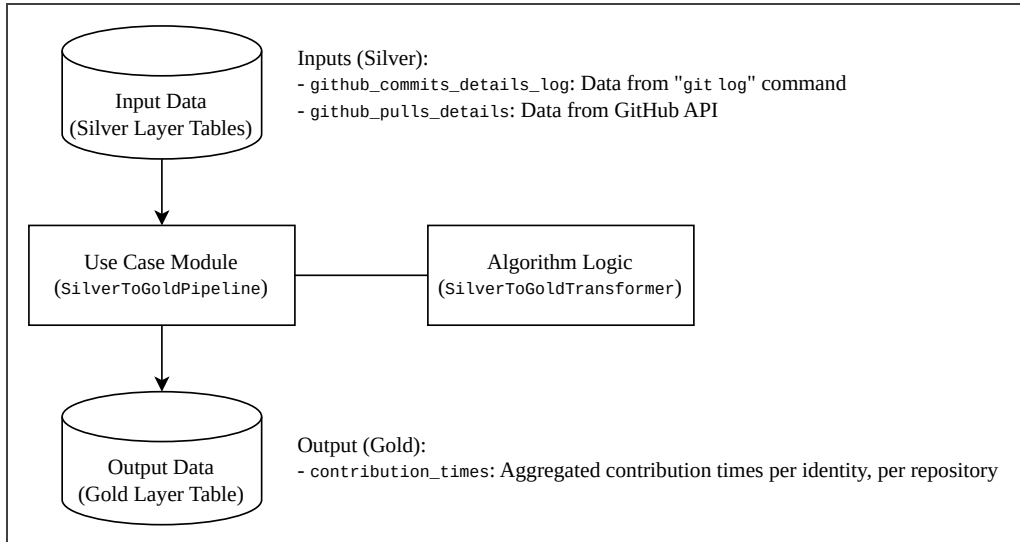 Input Data
(Silver Layer Tables)
Inputs (Silver):
- github_commits_details_log: Data from "git log" command
- github_pulls_details: Data from GitHub API
Use Case Module
(SilverToGoldPipeline)
Algorithm Logic
(SilverToGoldTransformer)
Output Data
(Gold Layer Table)
Output (Gold):
- contribution_times: Aggregated contribution times per identity, per repository